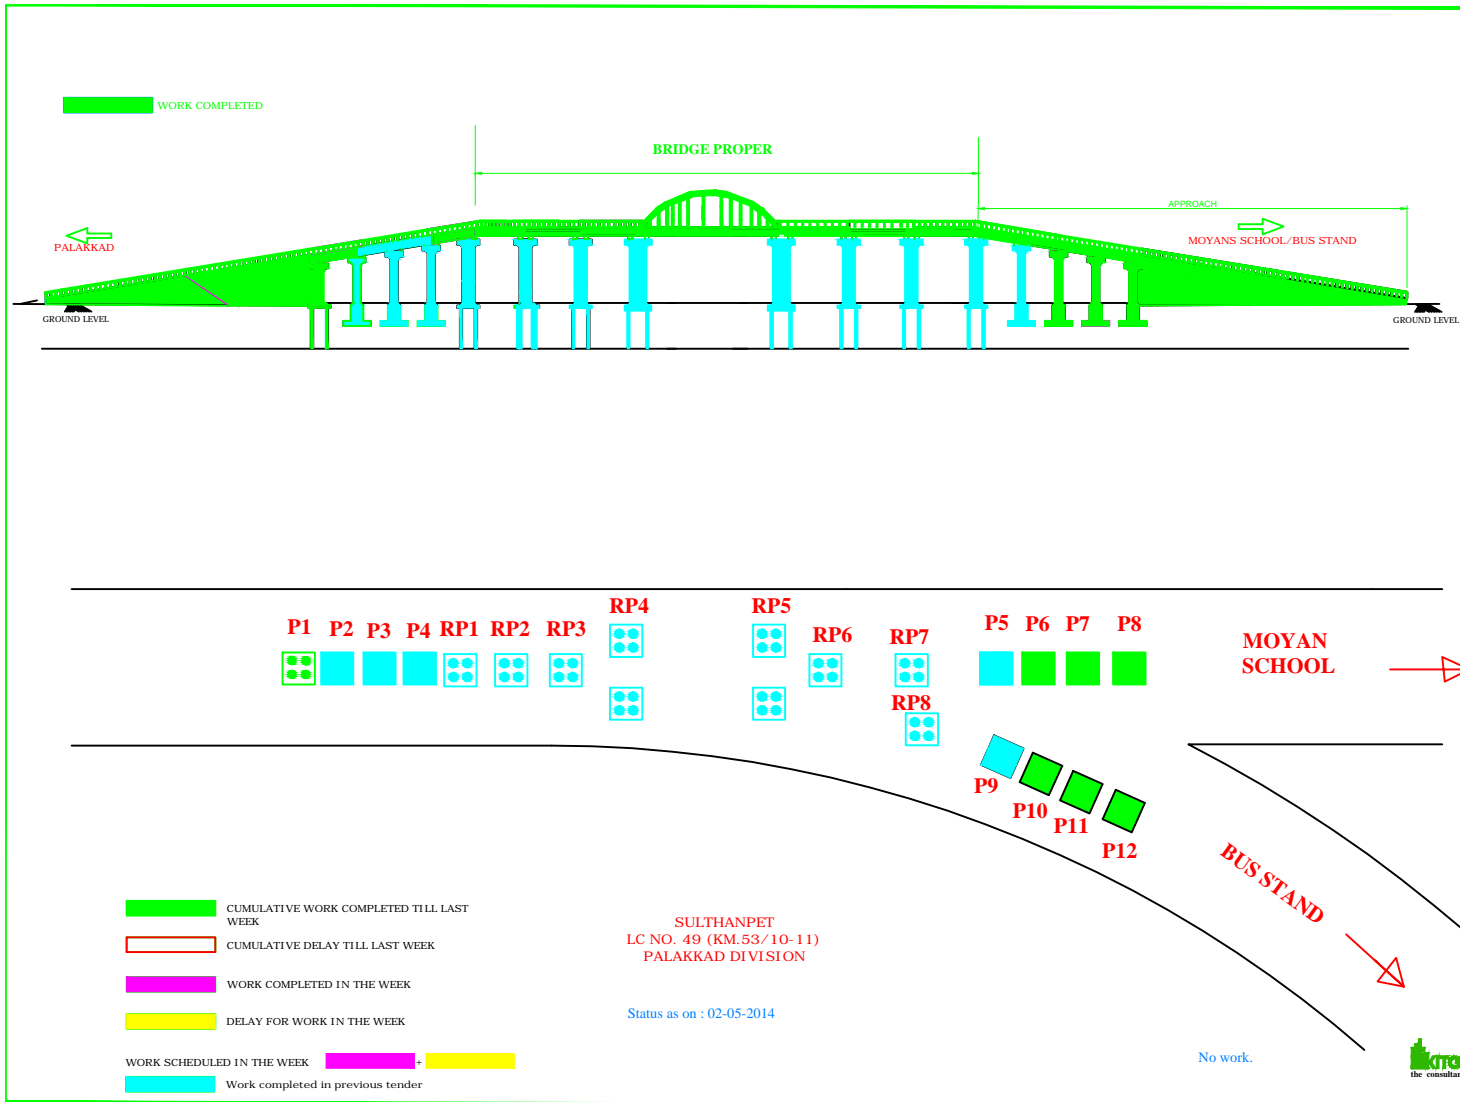 WORK COMPLETED
BRIDGE PROPER
APPROACH
PALAKKAD
MOYANS SCHOOL/BUS STAND
GROUND LEVEL
GROUND LEVEL
RP4
RP5
P1
P2
P3
P4
RP1
RP2
RP3
RP6
RP7
P5
P6
P7
P8
MOYAN
SCHOOL
RP8
P9
P10
P11
P12
BUS STAND
CUMULATIVE WORK COMPLETED TILL LAST
WEEK
CUMULATIVE DELAY TILL LAST WEEK
WORK COMPLETED IN THE WEEK
DELAY FOR WORK IN THE WEEK
WORK SCHEDULED IN THE WEEK +
Work completed in previous tender
SULTHANPET
LC NO. 49 (KM.53/10-11)
PALAKKAD DIVISION
Status as on : 02-05-2014
No work.
the consultan